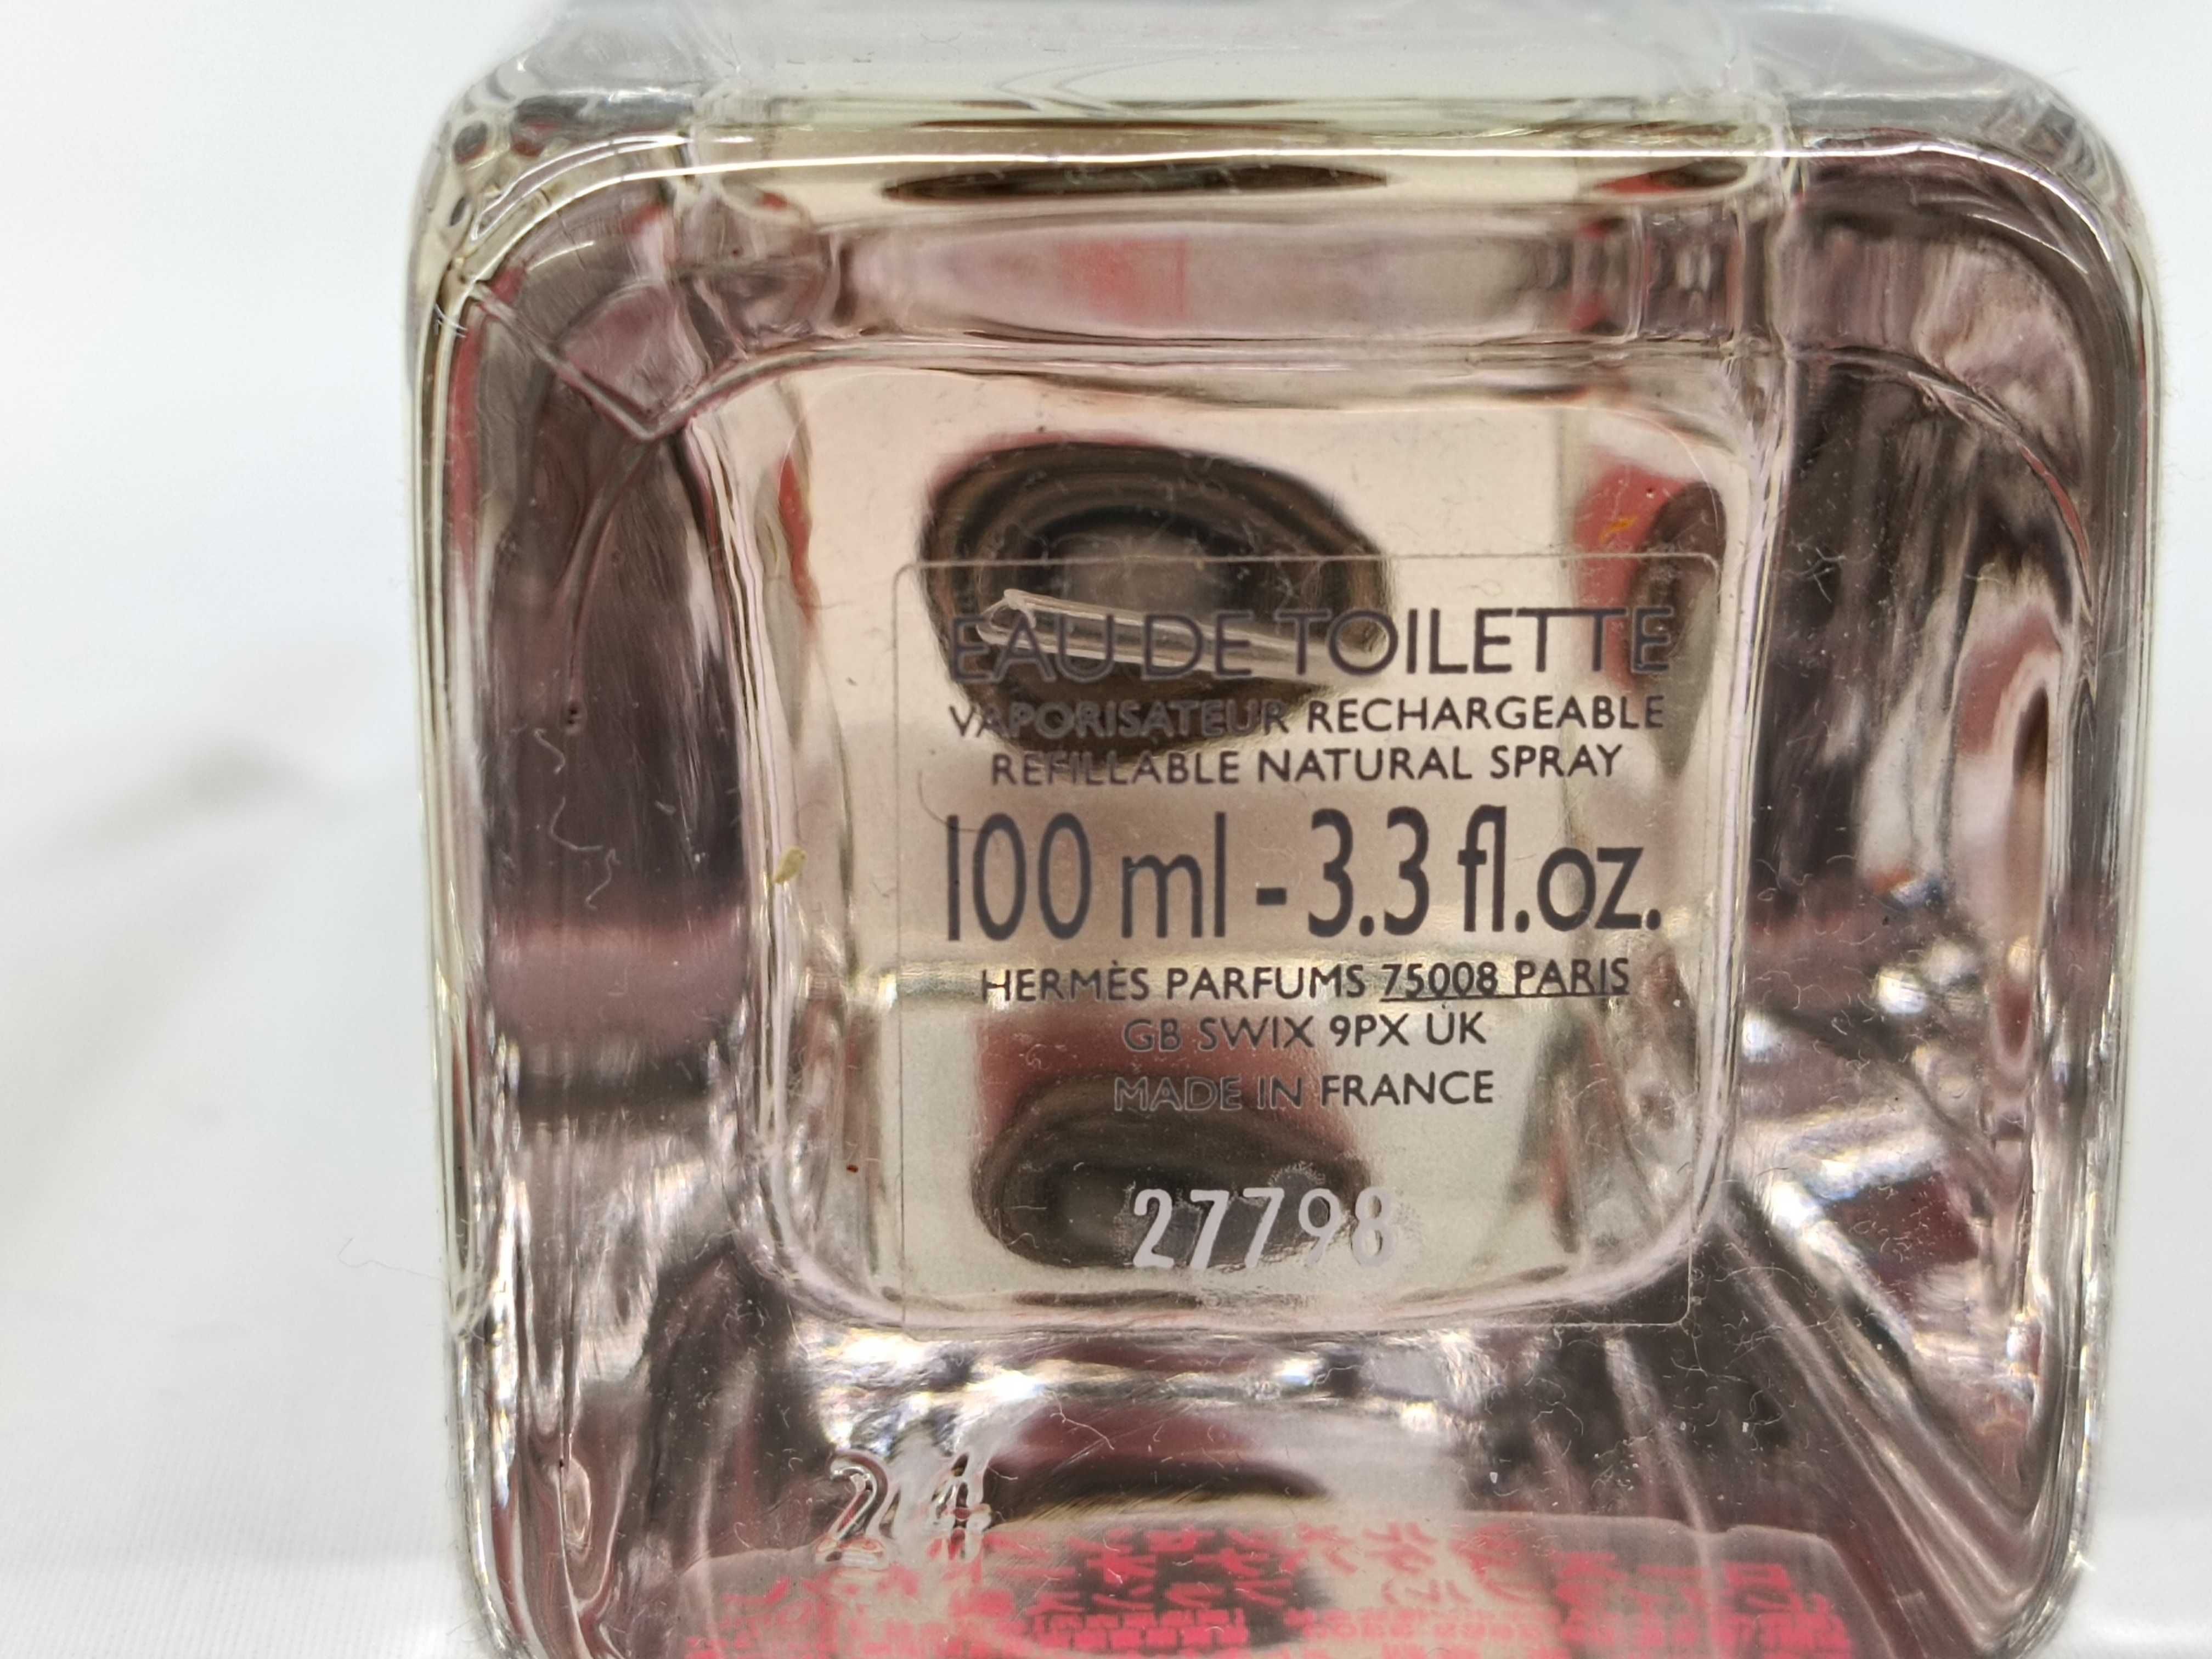 EAU DE TOILETTE
VAPORISATEUR RECHARGEABLE
REFILLABLE NATURAL SPRAY
100 ml - 3.3 fl.oz.
HERMÈS PARFUMS 75008 PARIS
GB SWIX 9PX UK
MADE IN FRANCE
27798
24